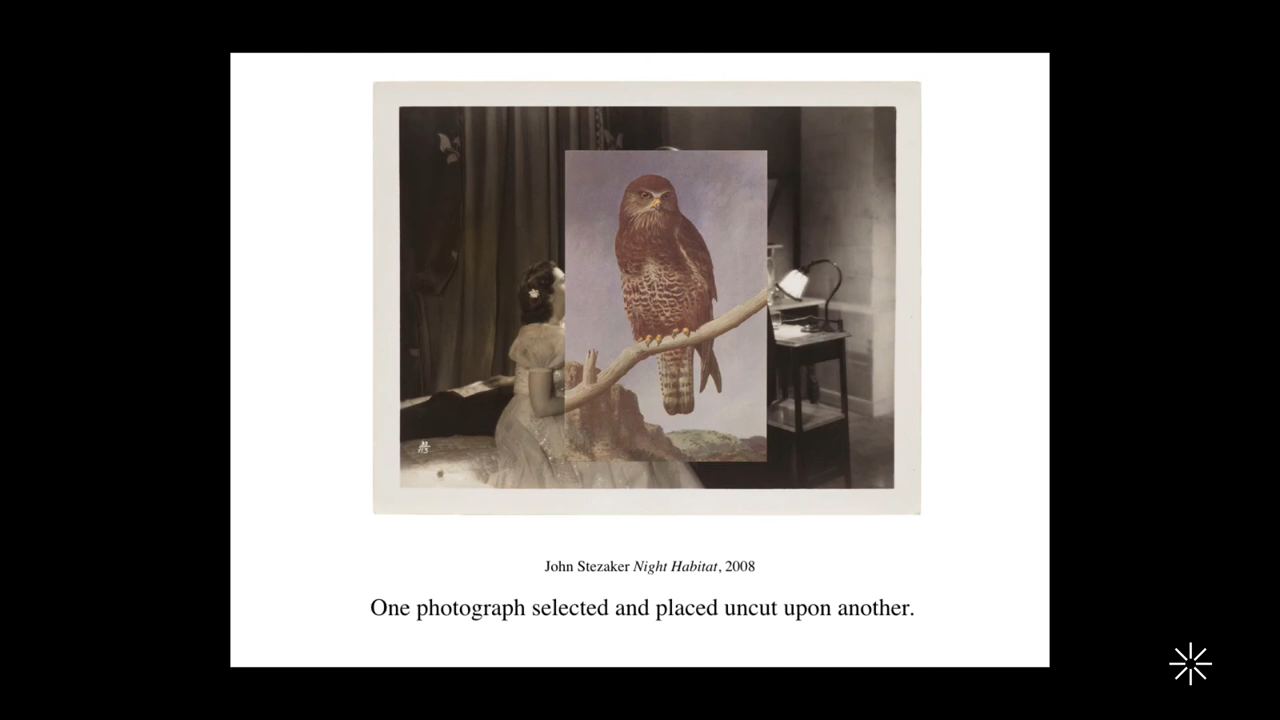 John Stezaker Night Habitat, 2008
One photograph selected and placed uncut upon another.